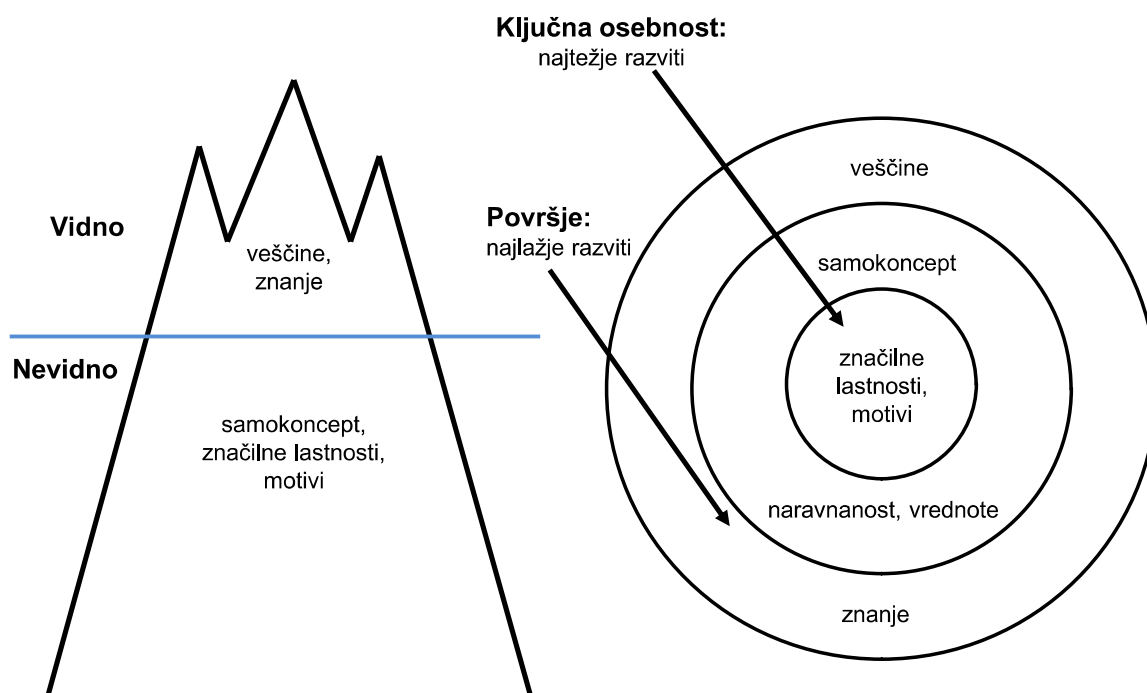 Vidno
veščine,
znanje
Nevidno
samokoncept,
značilne lastnosti,
motivi
Ključna osebnost:
najtežje razviti
Površje:
najlažje razviti
veščine
samokoncept
značilne
lastnosti,
motivi
naravnanost, vrednote
znanje